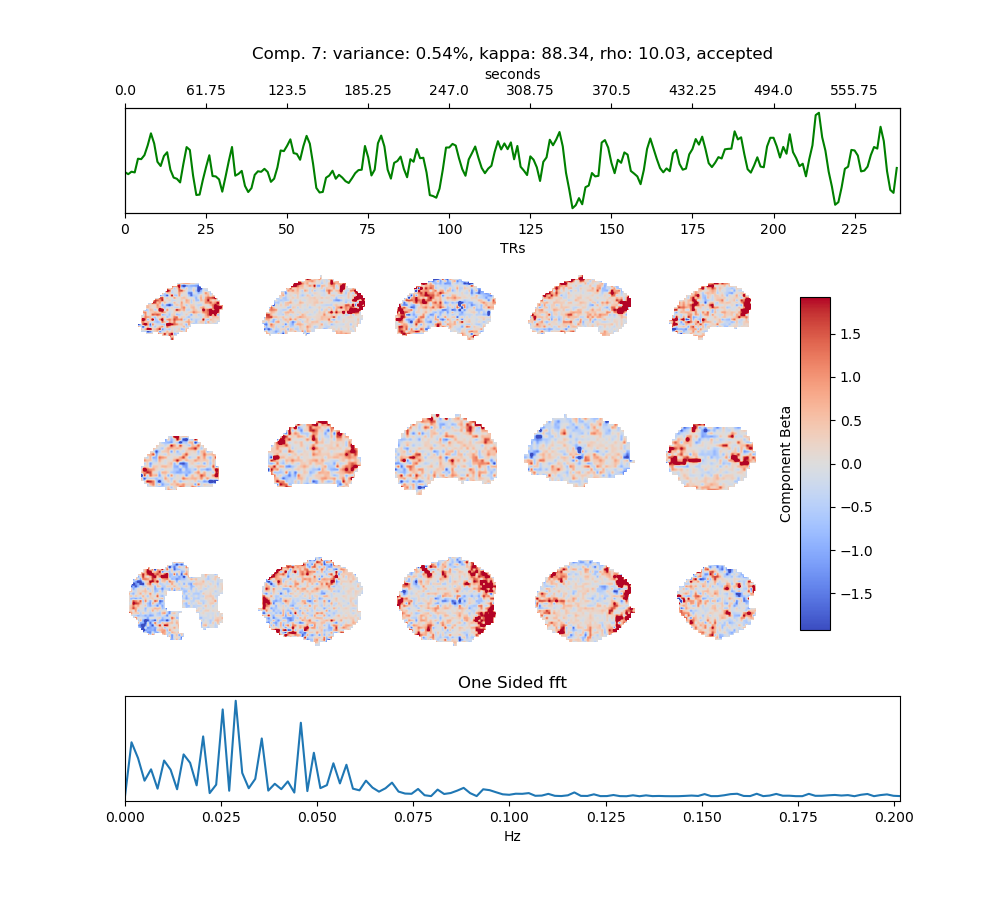 Comp. 7: variance: 0.54%, kappa: 88.34, rho: 10.03, accepted
seconds
0.0 61.75 123.5 185.25 247.0 308.75 370.5 432.25 494.0 555.75
0 25 50 75 100 125 150 175 200 225
TRs
1.5
1.0
0.5
0.0
−0.5
−1.0
−1.5
Component Beta
One Sided fft
0.000 0.025 0.050 0.075 0.100 0.125 0.150 0.175 0.200
Hz